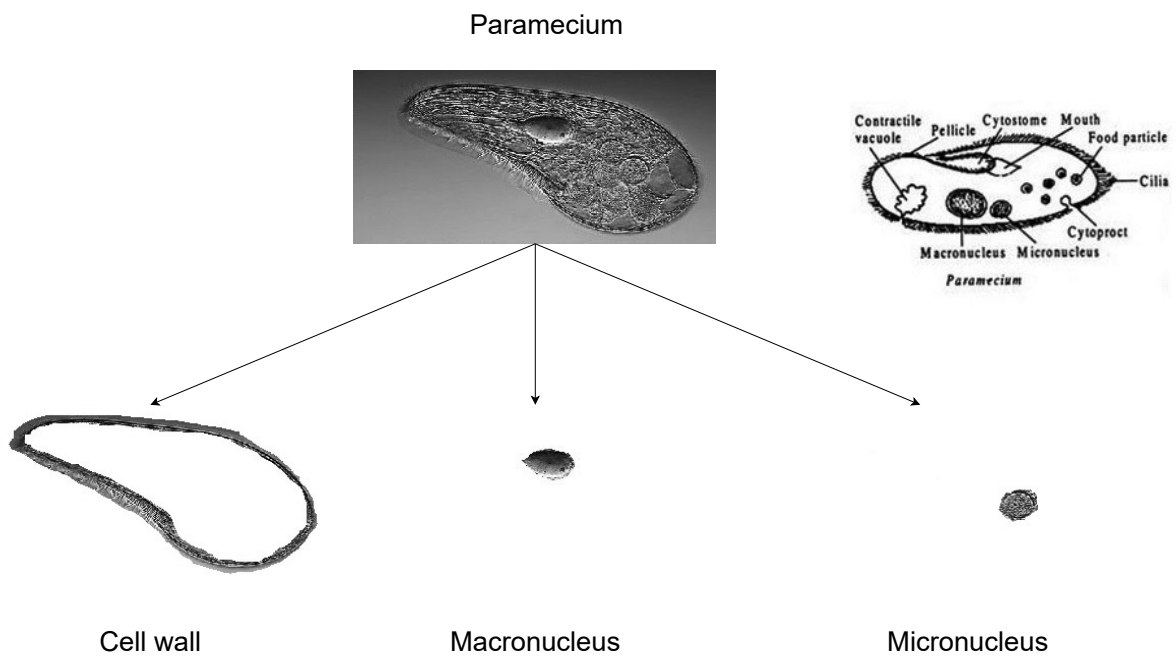 Paramecium
Contractile vacuole
Pellicle
Cytostome
Mouth
Food particle
Cilia
Cytoproct
Macronucleus
Micronucleus
Paramecium
Cell wall
Macronucleus
Micronucleus